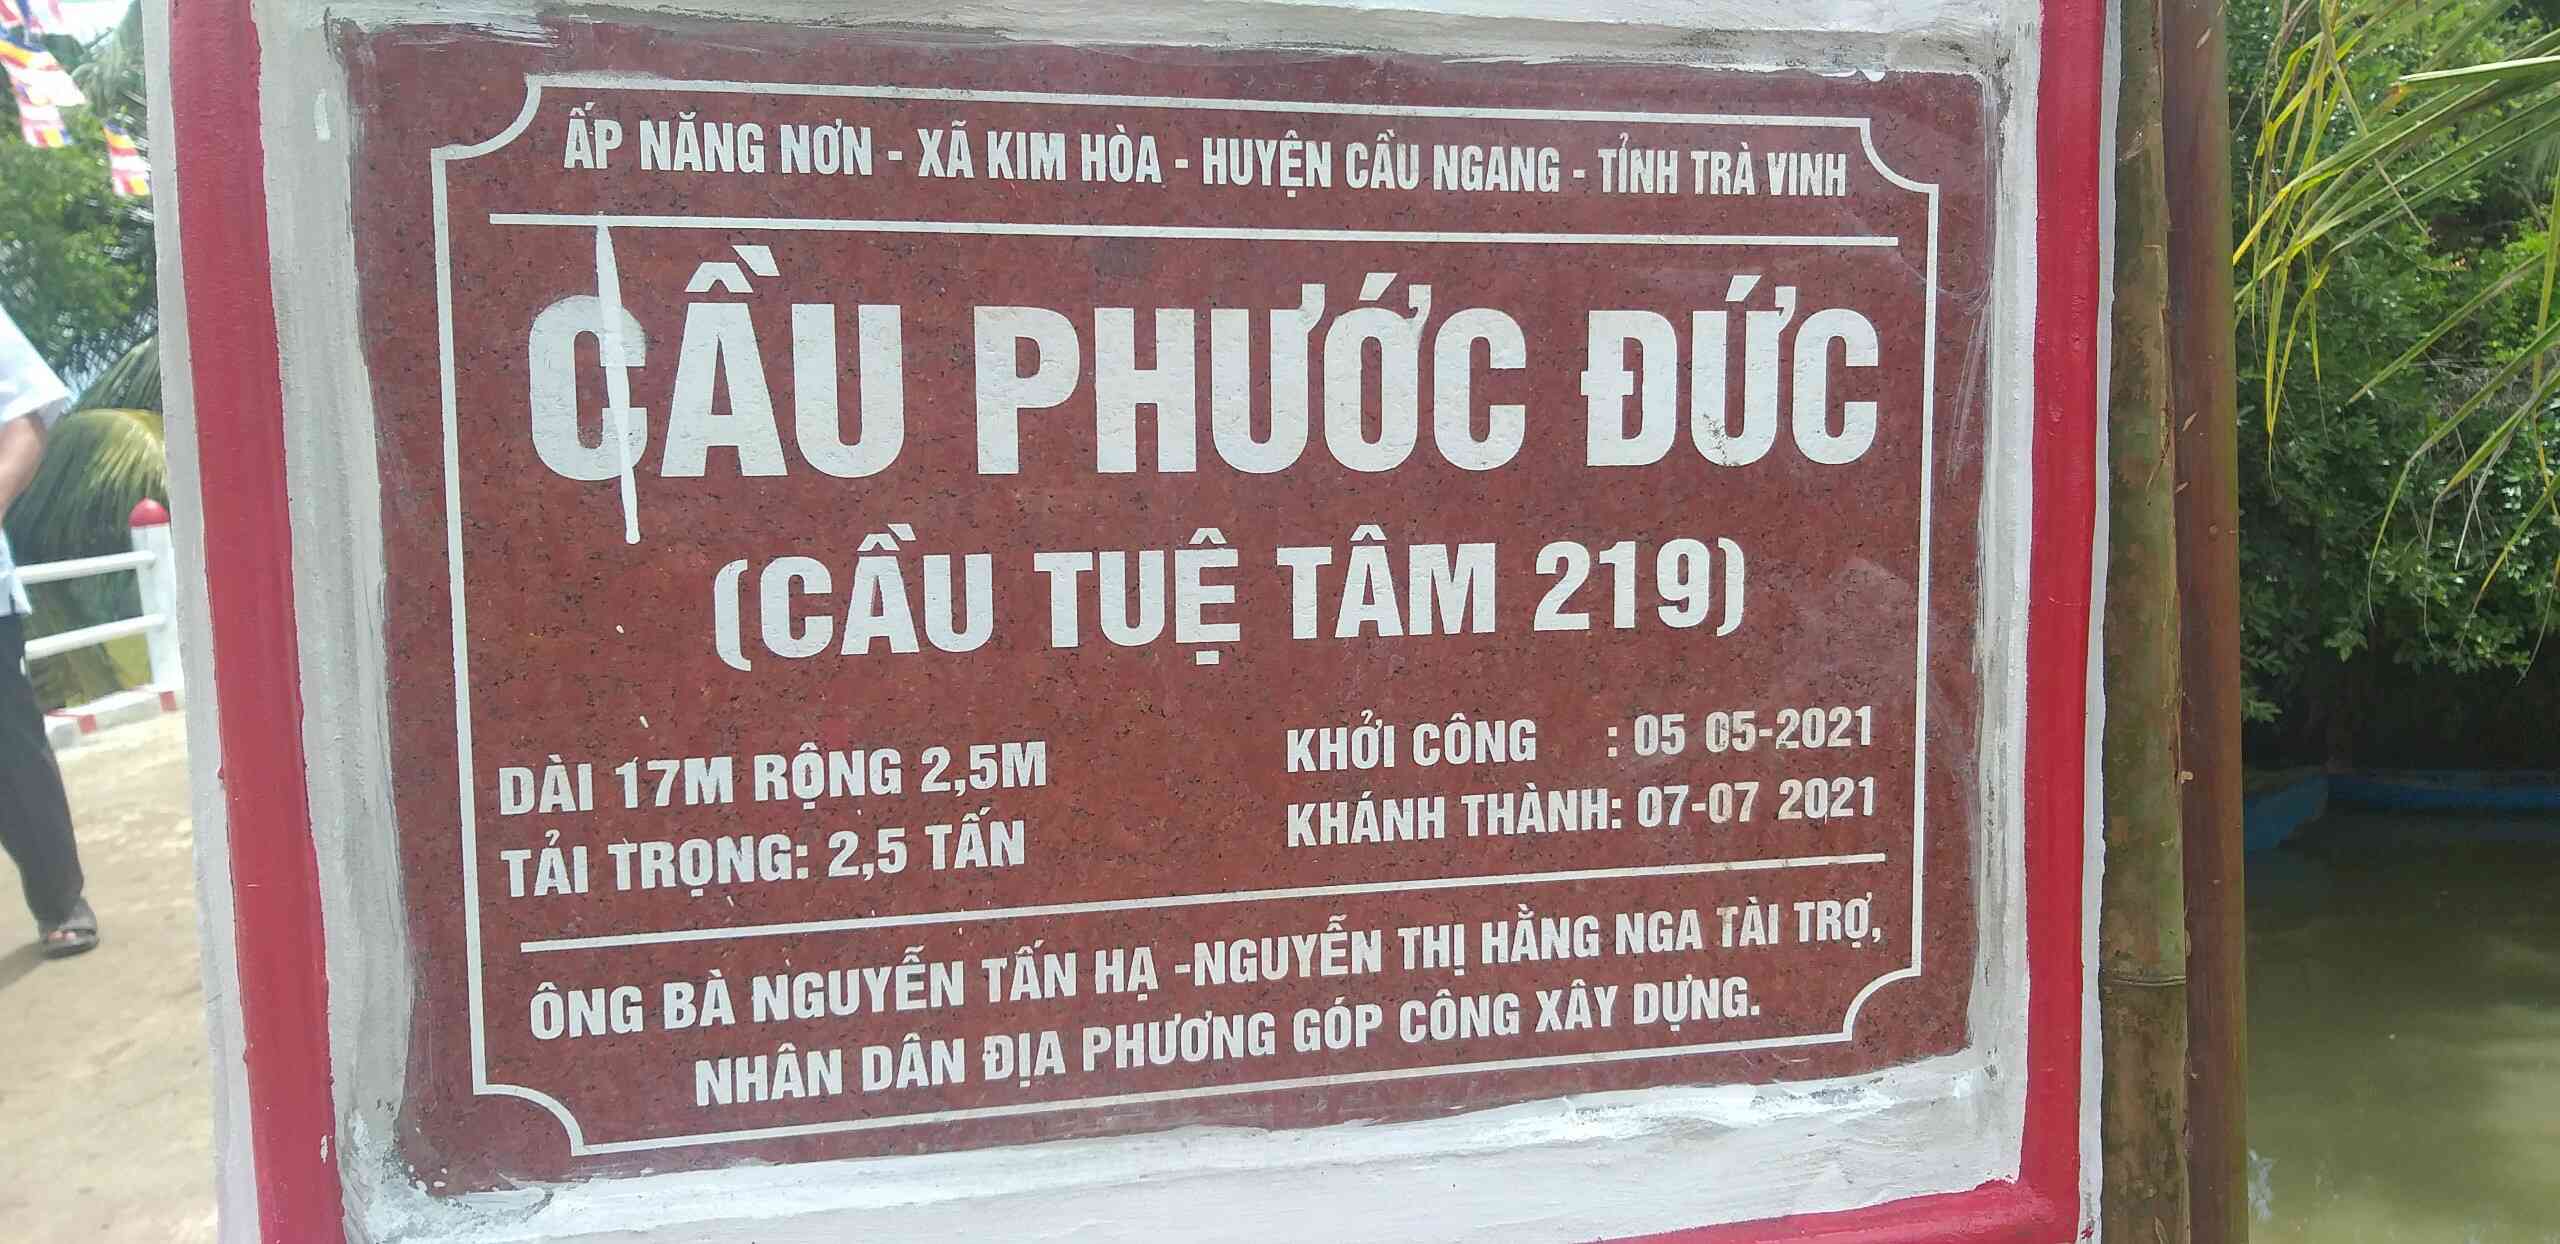 ẤP NĂNG NƠN - XÃ KIM HÒA - HUYỆN CẦU NGANG - TỈNH TRÀ VINH
CẦU PHƯỚC ĐỨC
(CẦU TUỆ TÂM 219)
DÀI 17M RỘNG 2,5M
TẢI TRỌNG: 2,5 TẤN
KHỞI CÔNG : 05 05-2021
KHÁNH THÀNH: 07-07 2021
ÔNG BÀ NGUYỄN TẤN HẠ -NGUYỄN THỊ HẰNG NGA TÀI TRỢ,
NHÂN DÂN ĐỊA PHƯƠNG GÓP CÔNG XÂY DỰNG.